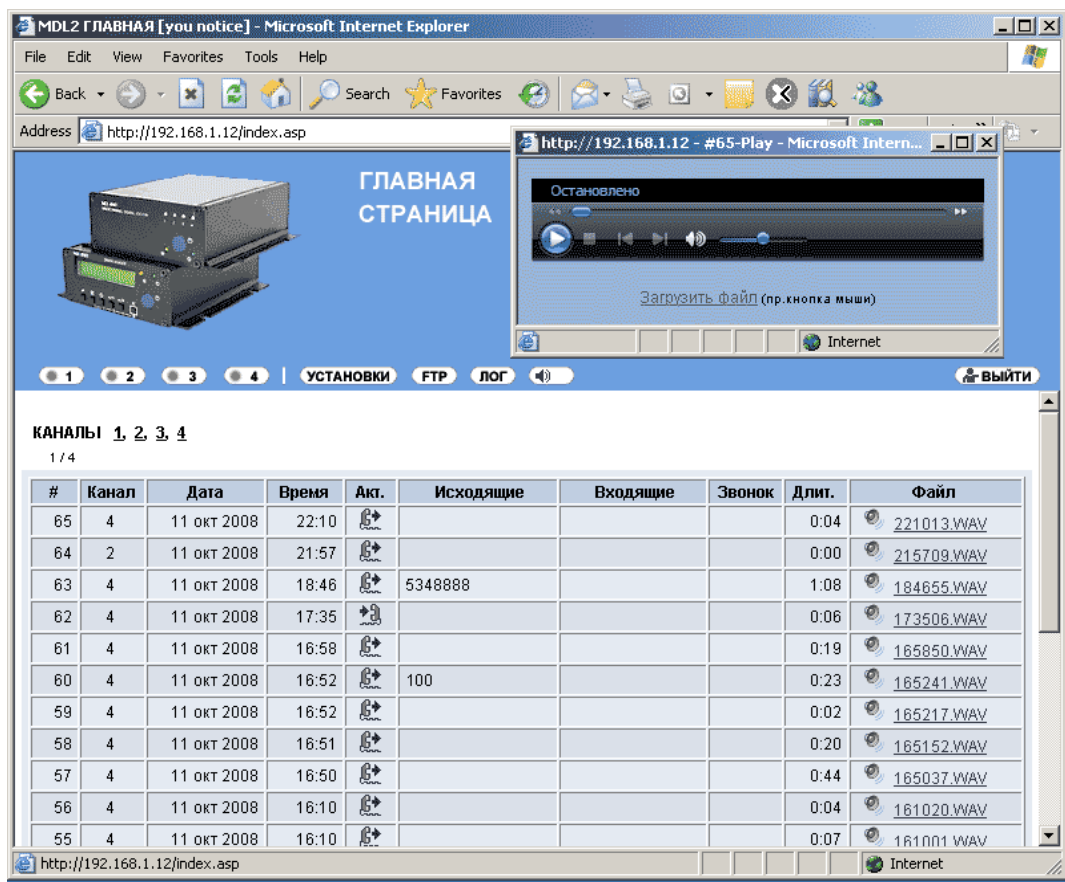 MDL2 ГЛАВНАЯ [you notice] - Microsoft Internet Explorer
File Edit View Favorites Tools Help
Back Search Favorites
Address http://192.168.1.12/index.asp
http://192.168.1.12 - #65-Play - Microsoft Intern...
Остановлено
Загрузить файл (пр.кнопка мыши)
Internet
ГЛАВНАЯ
СТРАНИЦА
1 2 3 4 | УСТАНОВКИ FTP ЛОГ ВЫЙТИ
КАНАЛЫ 1, 2, 3, 4
1 / 4
# Канал Дата Время Акт. Исходящие Входящие Звонок Длит. Файл
65 4 11 окт 2008 22:10 0:04 221013.WAV
64 2 11 окт 2008 21:57 0:00 215709.WAV
63 4 11 окт 2008 18:46 5348888 1:08 184655.WAV
62 4 11 окт 2008 17:35 0:06 173506.WAV
61 4 11 окт 2008 16:58 0:19 165850.WAV
60 4 11 окт 2008 16:52 100 0:23 165241.WAV
59 4 11 окт 2008 16:52 0:02 165217.WAV
58 4 11 окт 2008 16:51 0:20 165152.WAV
57 4 11 окт 2008 16:50 0:44 165037.WAV
56 4 11 окт 2008 16:10 0:04 161020.WAV
55 4 11 окт 2008 16:10 0:07 161001.WAV
http://192.168.1.12/index.asp Internet